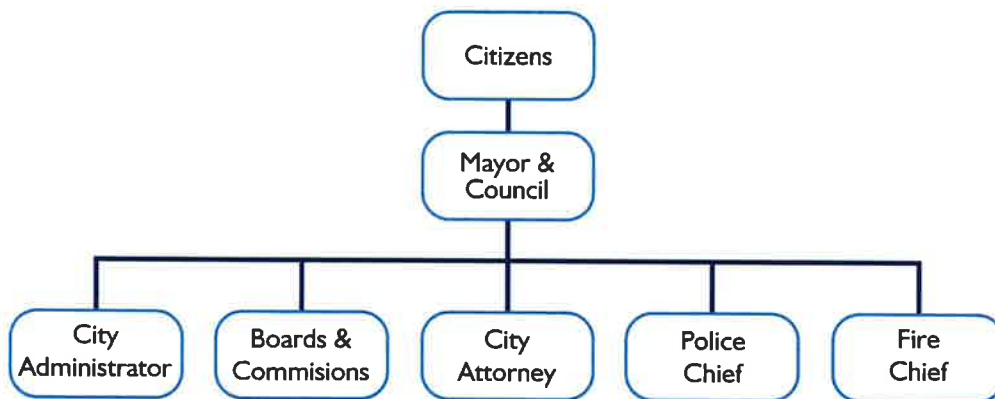 Citizens
Mayor &
Council
City
Administrator
Boards &
Commisions
City
Attorney
Police
Chief
Fire
Chief